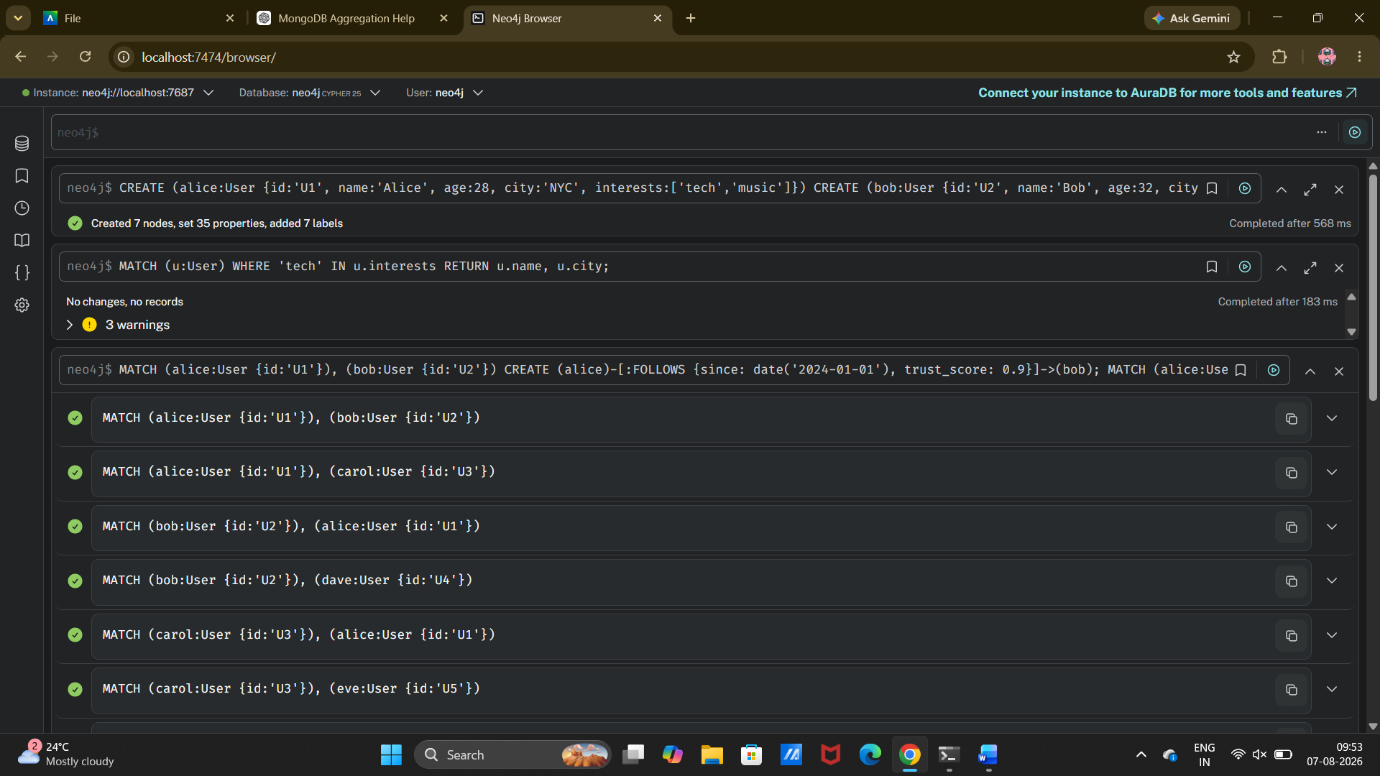 File
MongoDB Aggregation Help
Neo4j Browser
Ask Gemini
localhost:7474/browser/
Instance: neo4j://localhost:7687
Database: neo4j CYPHER 25
User: neo4j
Connect your instance to AuraDB for more tools and features
neo4j$
neo4j$ CREATE (alice:User {id:'U1', name:'Alice', age:28, city:'NYC', interests:['tech','music']}) CREATE (bob:User {id:'U2', name:'Bob', age:32, city
Created 7 nodes, set 35 properties, added 7 labels
Completed after 568 ms
neo4j$ MATCH (u:User) WHERE 'tech' IN u.interests RETURN u.name, u.city;
No changes, no records
Completed after 183 ms
3 warnings
neo4j$ MATCH (alice:User {id:'U1'}), (bob:User {id:'U2'}) CREATE (alice)-[:FOLLOWS {since: date('2024-01-01'), trust_score: 0.9}]->(bob); MATCH (alice:Use
MATCH (alice:User {id:'U1'}), (bob:User {id:'U2'})
MATCH (alice:User {id:'U1'}), (carol:User {id:'U3'})
MATCH (bob:User {id:'U2'}), (alice:User {id:'U1'})
MATCH (bob:User {id:'U2'}), (dave:User {id:'U4'})
MATCH (carol:User {id:'U3'}), (alice:User {id:'U1'})
MATCH (carol:User {id:'U3'}), (eve:User {id:'U5'})
2
24°C
Mostly cloudy
Search
ENG
IN
09:53
07-08-2026